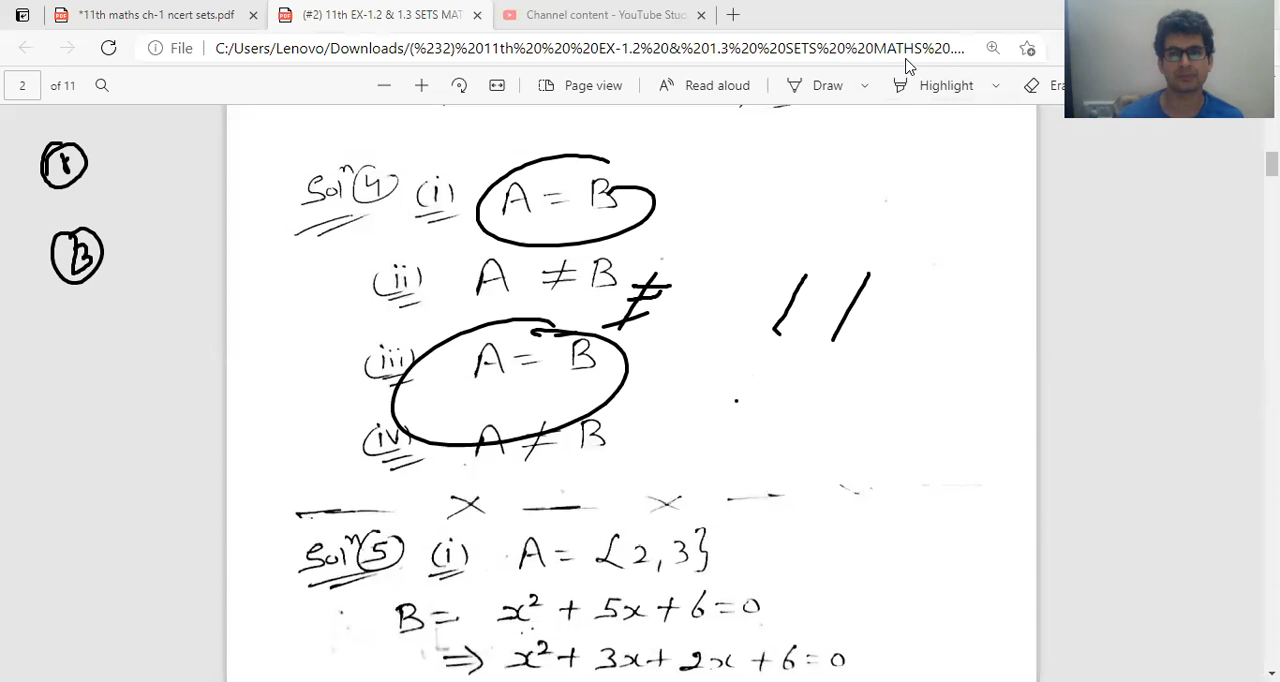 *11th maths ch-1 ncert sets.pdf
(#2) 11th EX-1.2 & 1.3 SETS MAT
Channel content - YouTube Stud
File C:/Users/Lenovo/Downloads/(%232)%2011th%20%20%20EX-1.2%20&%201.3%20%20SETS%20%20MATHS%20....
2 of 11 Page view Read aloud Draw Highlight Era
A
B
Solⁿ(4) (i) A = B
(ii) A ≠ B ≠
(iii) A = B
(iv) A ≠ B
Solⁿ(5) (i) A = {2, 3}
B = x² + 5x + 6 = 0
⇒ x² + 3x + 2x + 6 = 0